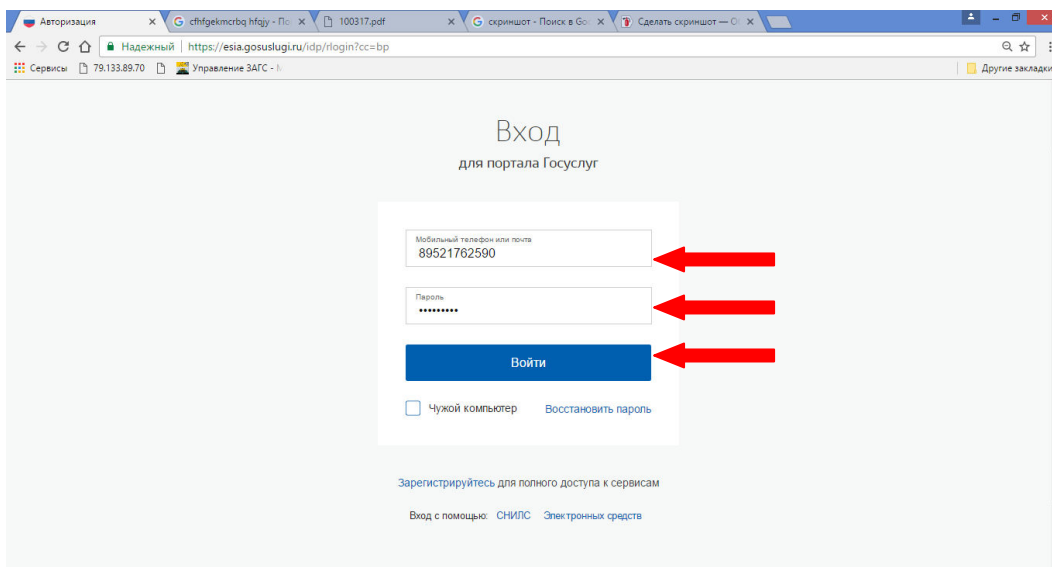 Авторизация
cfhfgekmcrbq hfqjy - По
100317.pdf
скриншот - Поиск в Goo
Сделать скриншот — О
Надежный | https://esia.gosuslugi.ru/idp/rlogin?cc=bp
Сервисы 79.133.89.70 Управление ЗАГС - Другие закладки
Вход
для портала Госуслуг
Мобильный телефон или почта
89521762590
Пароль
•••••••••
Войти
Чужой компьютер Восстановить пароль
Зарегистрируйтесь для полного доступа к сервисам
Вход с помощью: СНИЛС Электронных средств